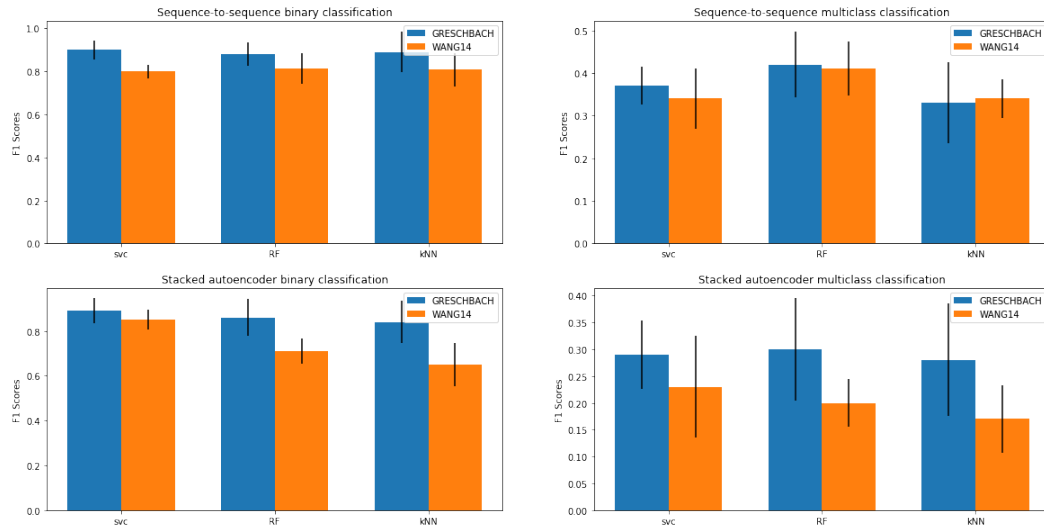 Sequence-to-sequence binary classification
1.0
0.8
0.6
0.4
0.2
0.0
F1 Scores
GRESCHBACH
WANG14
svc
RF
kNN
Sequence-to-sequence multiclass classification
0.5
0.4
0.3
0.2
0.1
0.0
F1 Scores
GRESCHBACH
WANG14
svc
RF
kNN
Stacked autoencoder binary classification
0.8
0.6
0.4
0.2
0.0
F1 Scores
GRESCHBACH
WANG14
svc
RF
kNN
Stacked autoencoder multiclass classification
0.40
0.35
0.30
0.25
0.20
0.15
0.10
0.05
0.00
F1 Scores
GRESCHBACH
WANG14
svc
RF
kNN